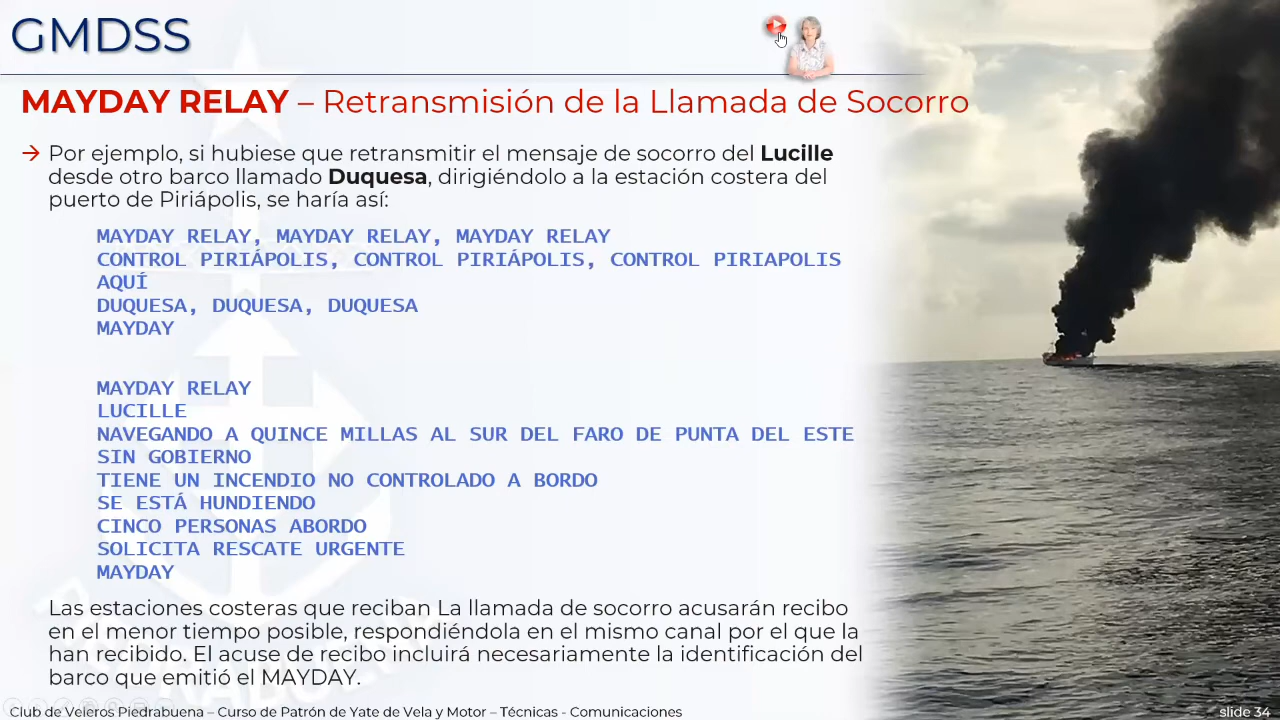 GMDSS
MAYDAY RELAY – Retransmisión de la Llamada de Socorro
→ Por ejemplo, si hubiese que retransmitir el mensaje de socorro del Lucille
desde otro barco llamado Duquesa, dirigiéndolo a la estación costera del
puerto de Piriápolis, se haría así:
MAYDAY RELAY, MAYDAY RELAY, MAYDAY RELAY
CONTROL PIRIÁPOLIS, CONTROL PIRIÁPOLIS, CONTROL PIRIAPOLIS
AQUÍ
DUQUESA, DUQUESA, DUQUESA
MAYDAY
MAYDAY RELAY
LUCILLE
NAVEGANDO A QUINCE MILLAS AL SUR DEL FARO DE PUNTA DEL ESTE
SIN GOBIERNO
TIENE UN INCENDIO NO CONTROLADO A BORDO
SE ESTÁ HUNDIENDO
CINCO PERSONAS ABORDO
SOLICITA RESCATE URGENTE
MAYDAY
Las estaciones costeras que reciban La llamada de socorro acusarán recibo
en el menor tiempo posible, respondiéndola en el mismo canal por el que la
han recibido. El acuse de recibo incluirá necesariamente la identificación del
barco que emitió el MAYDAY.
Club de Veleros Piedrabuena – Curso de Patrón de Yate de Vela y Motor – Técnicas - Comunicaciones
slide 34